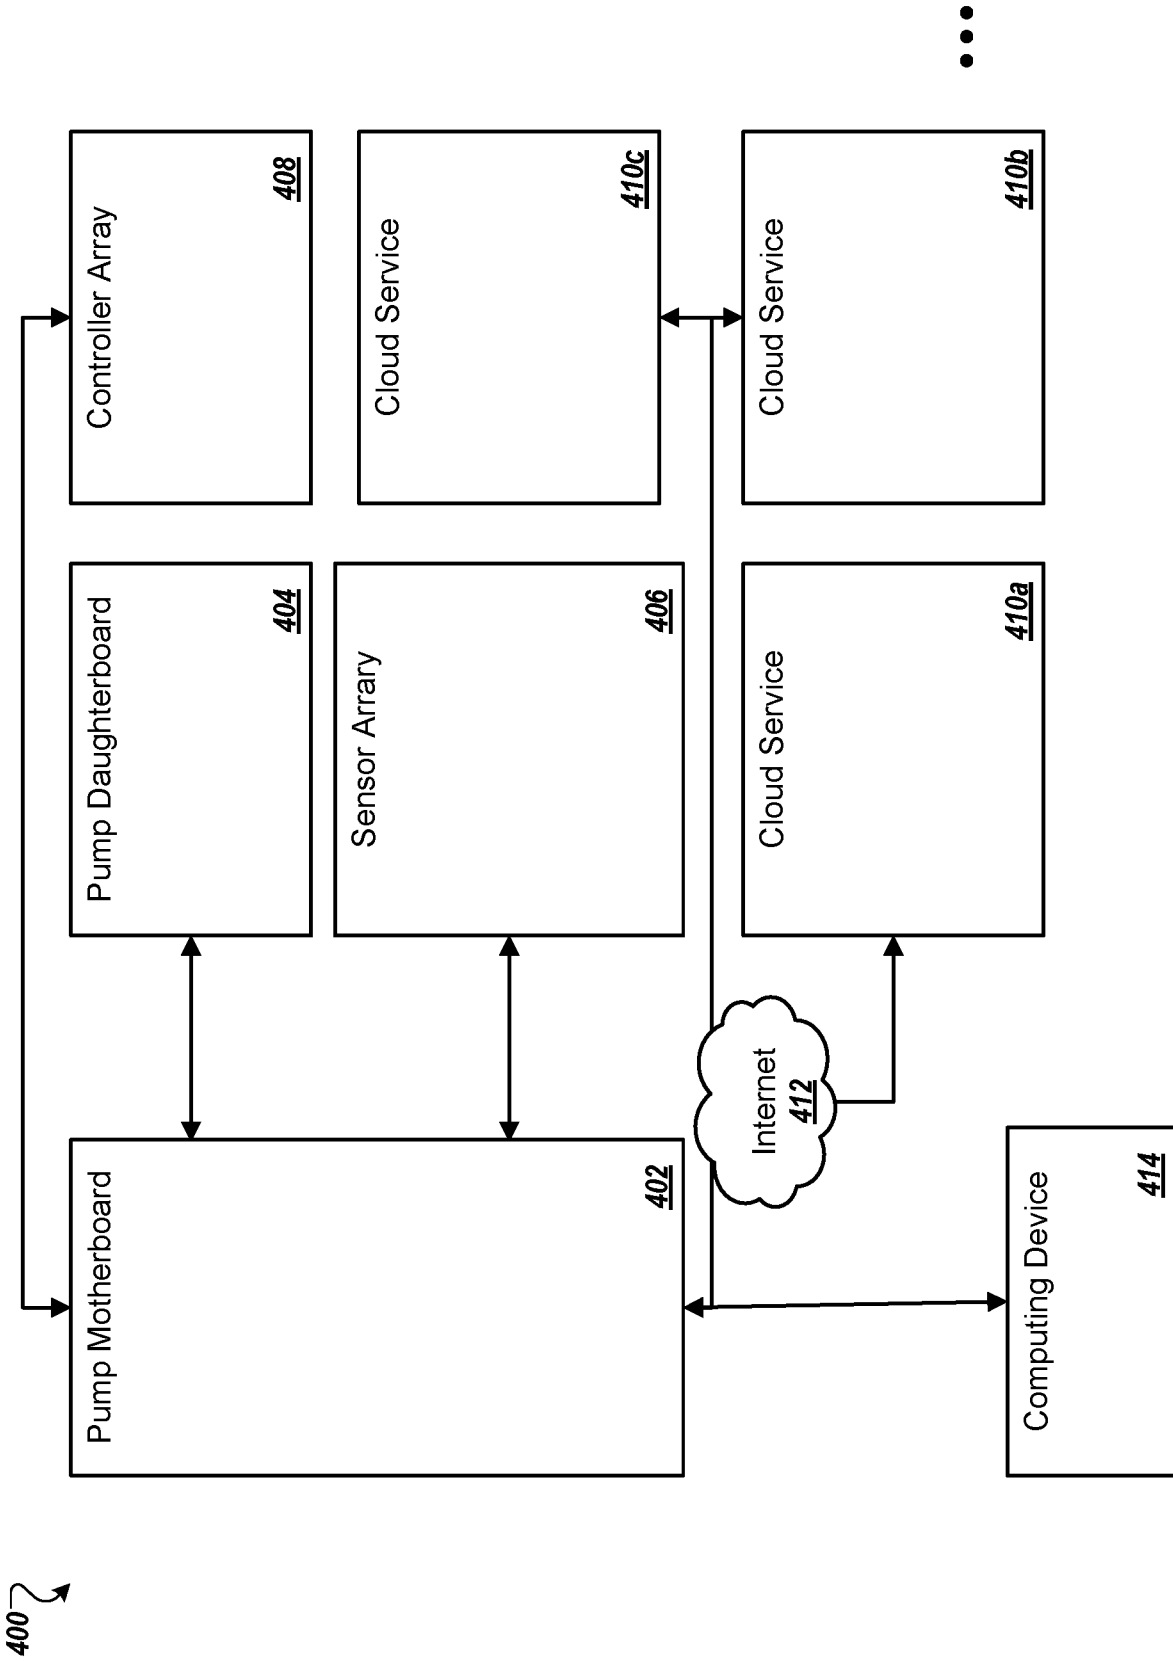 400
Pump Motherboard
402
Pump Daughterboard
404
Controller Array
408
Sensor Arrary
406
Cloud Service
410c
Internet
412
Cloud Service
410a
Cloud Service
410b
Computing Device
414